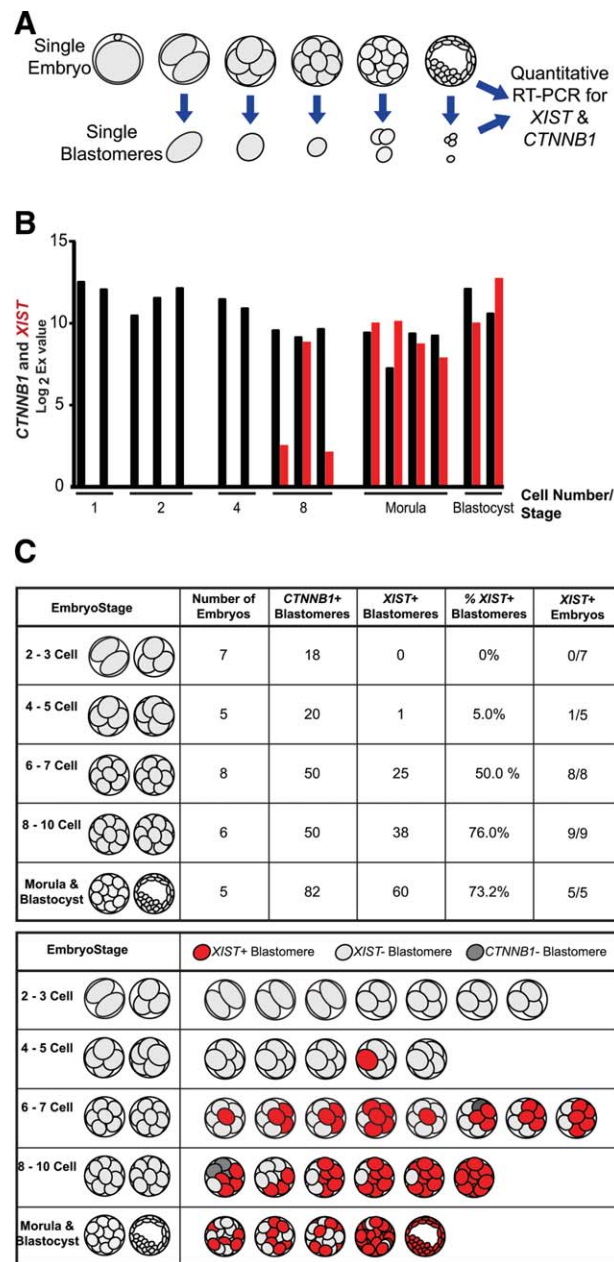 A
Single
Embryo
Single
Blastomeres
Quantitative
RT-PCR for
XIST &
CTNNB1
B
CTNNB1 and XIST
Log 2 Ex value
15
10
5
0
1 2 4 8 Morula Blastocyst
Cell Number/
Stage
C
EmbryoStage Number of Embryos CTNNB1+ Blastomeres XIST+ Blastomeres % XIST+ Blastomeres XIST+ Embryos
2 - 3 Cell 7 18 0 0% 0/7
4 - 5 Cell 5 20 1 5.0% 1/5
6 - 7 Cell 8 50 25 50.0 % 8/8
8 - 10 Cell 6 50 38 76.0% 9/9
Morula & Blastocyst 5 82 60 73.2% 5/5
EmbryoStage XIST+ Blastomere XIST- Blastomere CTNNB1- Blastomere
2 - 3 Cell
4 - 5 Cell
6 - 7 Cell
8 - 10 Cell
Morula &
Blastocyst